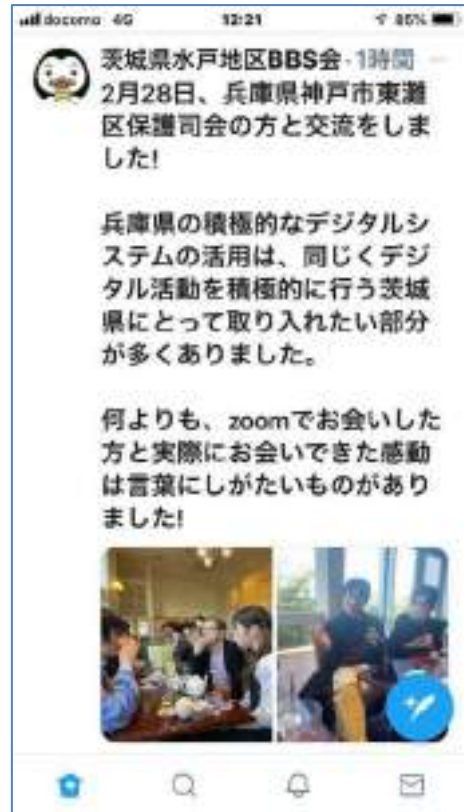 docomo 4G 12:21 85%
茨城県水戸地区BBS会·1時間
2月28日、兵庫県神戸市東灘
区保護司会の方と交流をしま
した!
兵庫県の積極的なデジタルシ
ステムの活用は、同じくデジ
タル活動を積極的に行う茨城
県にとって取り入れたい部分
が多くありました。
何よりも、zoomでお会いした
方と実際にお会いできた感動
は言葉にしがたいものがあり
ました!